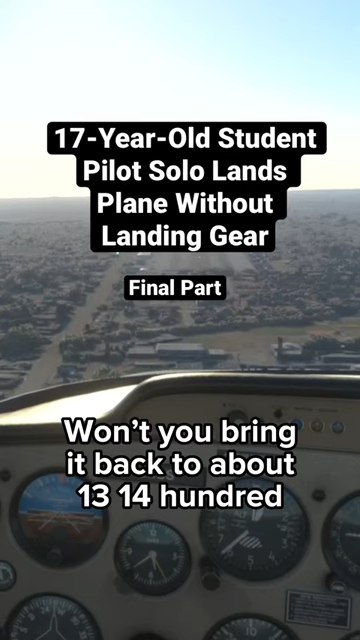 17-Year-Old Student
Pilot Solo Lands
Plane Without
Landing Gear
Final Part
Won’t you bring
it back to about
13 14 hundred